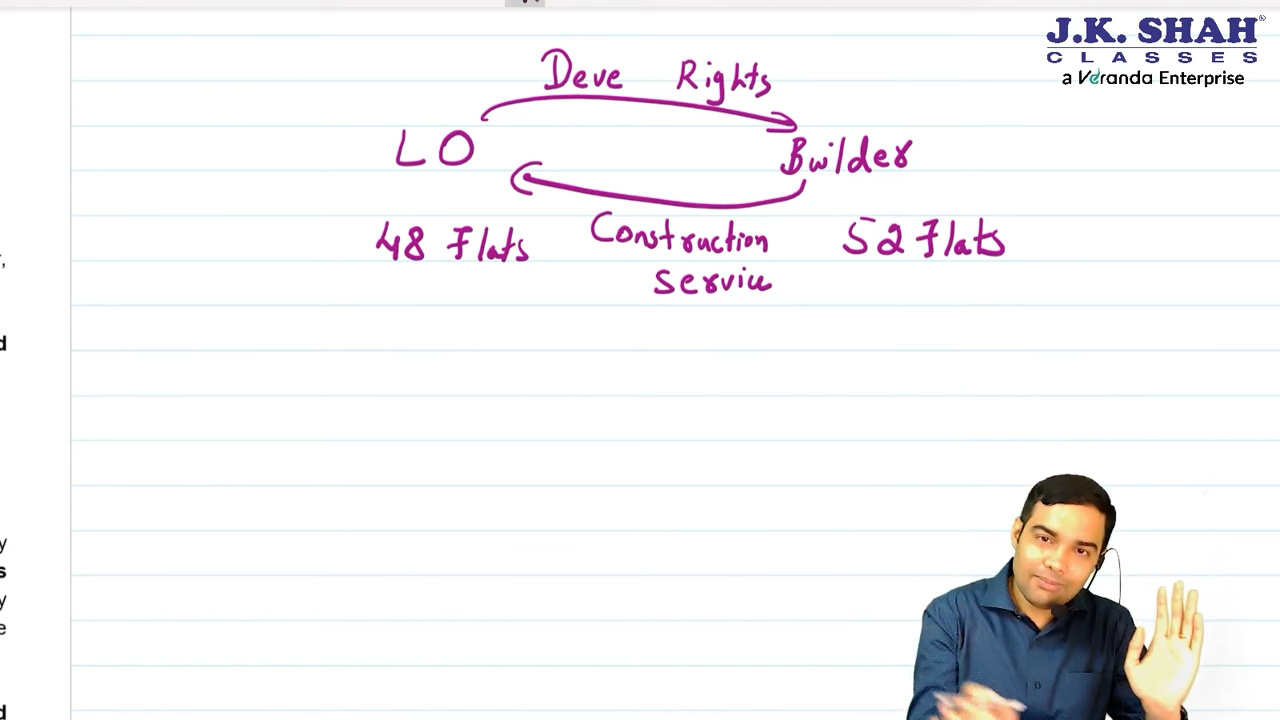 J.K. SHAH®
CLASSES
a Veranda Enterprise
Deve Rights
LO
Builder
48 Flats
Construction
Service
52 Flats
,
d
y
s
y
e
d